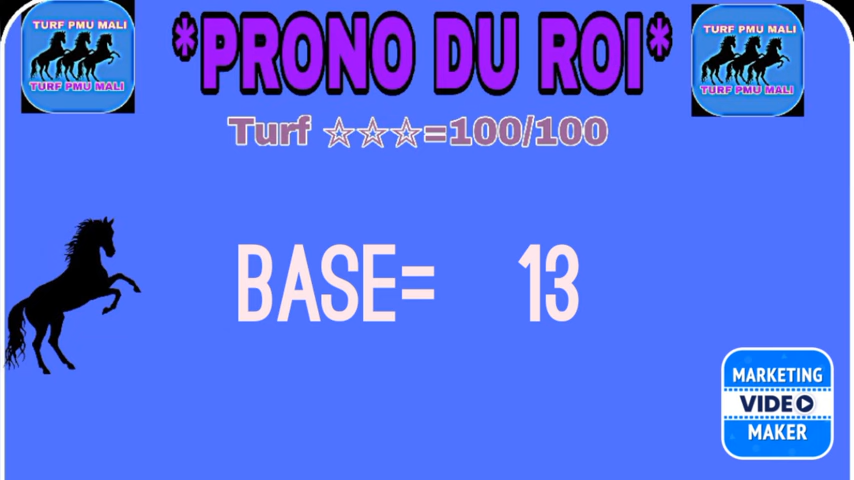 TURF PMU MALI
TURF PMU MALI
*PRONO DU ROI*
TURF PMU MALI
TURF PMU MALI
Turf ☆☆☆=100/100
BASE= 13
MARKETING
VIDEO
MAKER